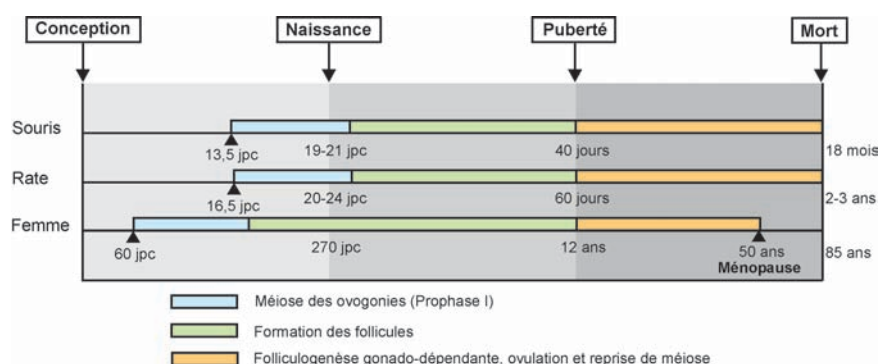 Conception Naissance Puberté Mort
Souris
13,5 jpc 19-21 jpc 40 jours 18 mois
Rate
16,5 jpc 20-24 jpc 60 jours 2-3 ans
Femme
60 jpc 270 jpc 12 ans 50 ans 85 ans
Ménopause
Méiose des ovogonies (Prophase I)
Formation des follicules
Folliculogenèse gonado-dépendante, ovulation et reprise de méiose